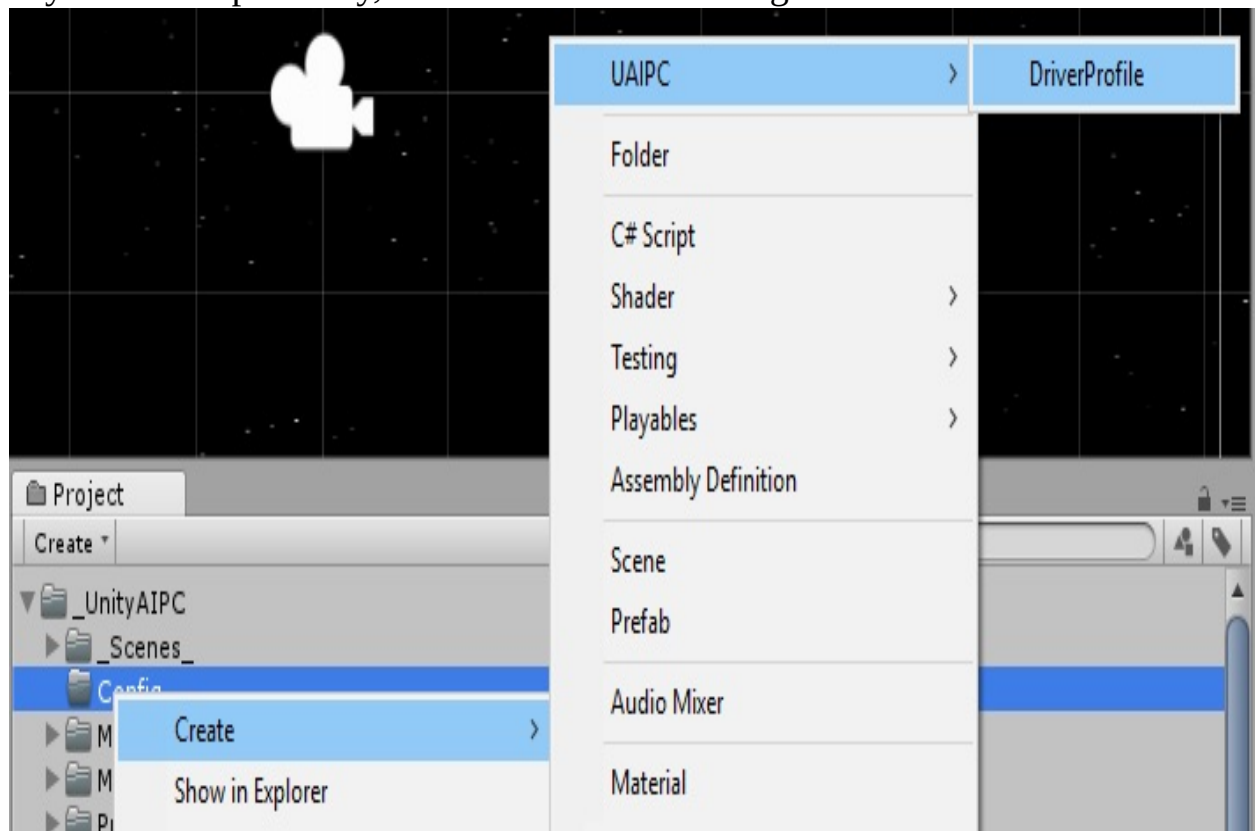 UAIPC
DriverProfile
Folder
C# Script
Shader
Testing
Playables
Assembly Definition
Scene
Prefab
Audio Mixer
Material
Project
Create
_UnityAIPC
_Scenes_
Config
M
M
Create
Show in Explorer